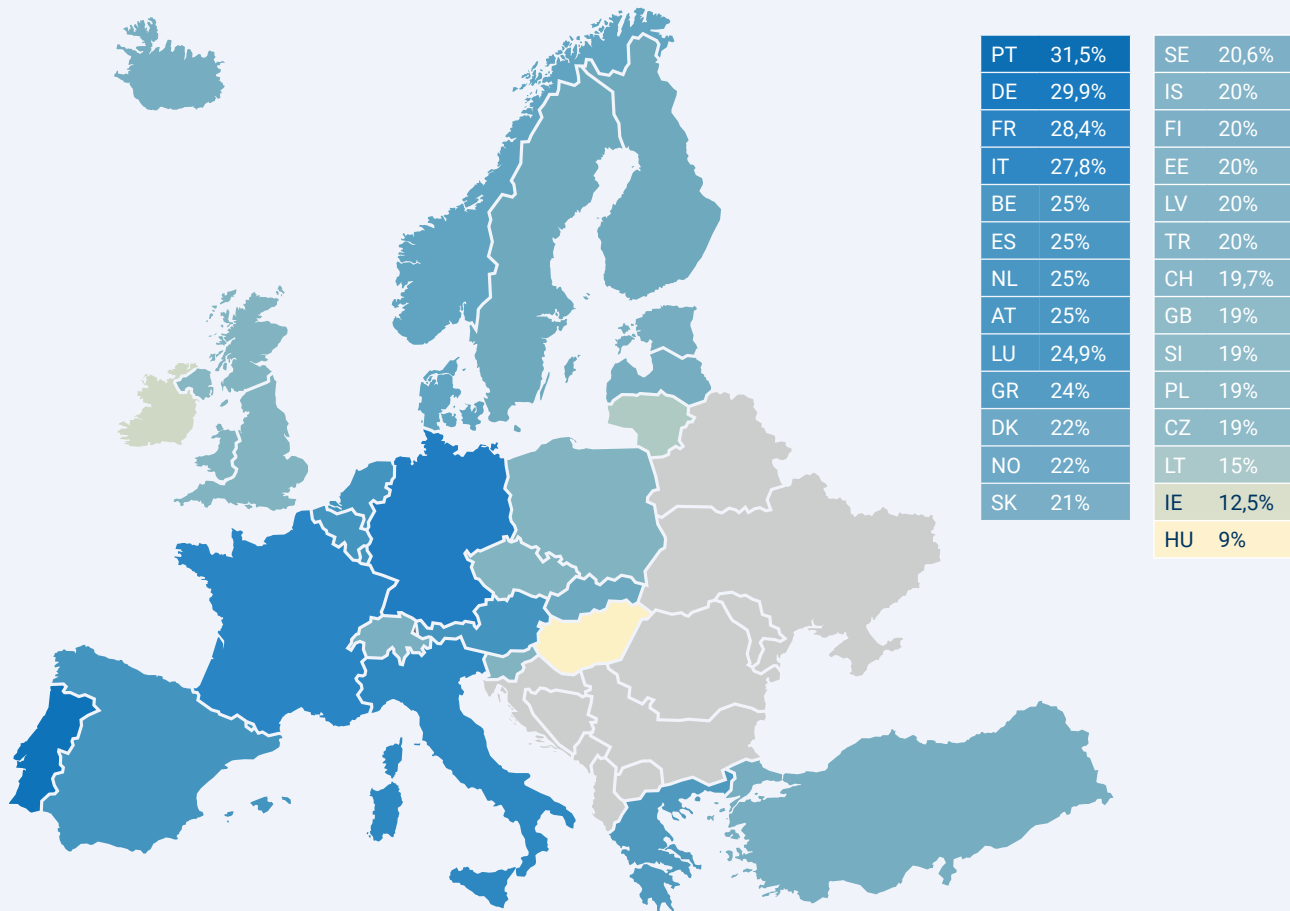 PT 31,5%
DE 29,9%
FR 28,4%
IT 27,8%
BE 25%
ES 25%
NL 25%
AT 25%
LU 24,9%
GR 24%
DK 22%
NO 22%
SK 21%
SE 20,6%
IS 20%
FI 20%
EE 20%
LV 20%
TR 20%
CH 19,7%
GB 19%
SI 19%
PL 19%
CZ 19%
LT 15%
IE 12,5%
HU 9%